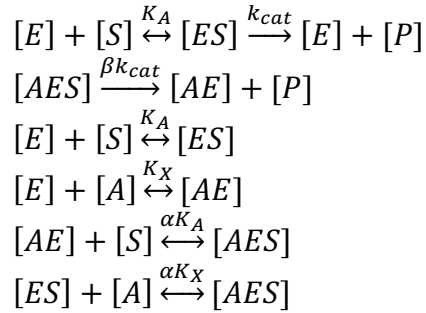 [E] + [S] K_A ↔ [ES] k_cat → [E] + [P]
[AES] βk_cat → [AE] + [P]
[E] + [S] K_A ↔ [ES]
[E] + [A] K_X ↔ [AE]
[AE] + [S] αK_A ↔ [AES]
[ES] + [A] αK_X ↔ [AES]